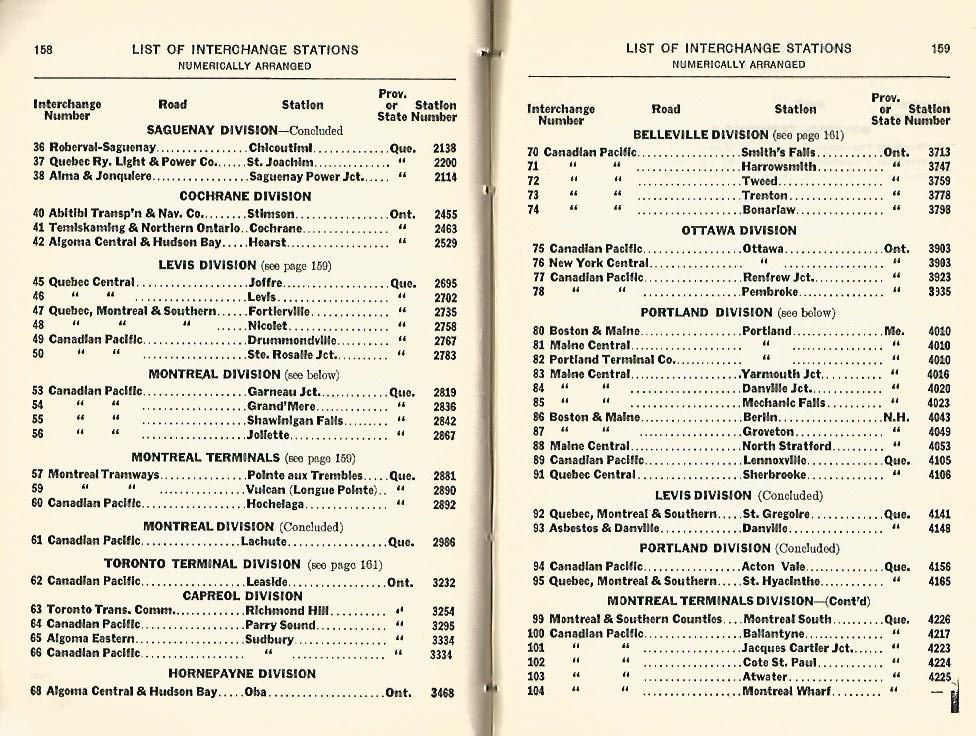 158 LIST OF INTERCHANGE STATIONS
NUMERICALLY ARRANGED
Interchange Number Road Station Prov. or State Station Number
SAGUENAY DIVISION—Concluded
36 Roberval-Saguenay..............Chicoutimi............Que. 2138
37 Quebec Ry. Light & Power Co.....St. Joachim............ “ 2200
38 Alma & Jonquiere...............Saguenay Power Jct..... “ 2114
COCHRANE DIVISION
40 Abitibi Transp'n & Nav. Co.......Stimson...............Ont. 2455
41 Temiskaming & Northern Ontario..Cochrane.............. “ 2463
42 Algoma Central & Hudson Bay.....Hearst................ “ 2529
LEVIS DIVISION (see page 159)
45 Quebec Central.................Joffre................Que. 2695
46 “ “ .................Levis................. “ 2702
47 Quebec, Montreal & Southern.....Fortierville........... “ 2735
48 “ “ “ .....Nicolet................ “ 2758
49 Canadian Pacific................Drummondville......... “ 2767
50 “ “ ................Ste. Rosalie Jct......... “ 2783
MONTREAL DIVISION (see below)
53 Canadian Pacific................Garneau Jct...........Que. 2819
54 “ “ ................Grand'Mere............ “ 2836
55 “ “ ................Shawinigan Falls........ “ 2842
56 “ “ ................Joliette............... “ 2867
MONTREAL TERMINALS (see page 159)
57 Montreal Tramways.............Pointe aux Trembles.....Que. 2881
59 “ “ .............Vulcan (Longue Pointe).. “ 2890
60 Canadian Pacific................Hochelaga............. “ 2892
MONTREAL DIVISION (Concluded)
61 Canadian Pacific................Lachute...............Que. 2986
TORONTO TERMINAL DIVISION (see page 161)
62 Canadian Pacific................Leaside...............Ont. 3232
CAPREOL DIVISION
63 Toronto Trans. Comm............Richmond Hill.......... “ 3254
64 Canadian Pacific................Parry Sound............ “ 3295
65 Algoma Eastern.................Sudbury............... “ 3334
66 Canadian Pacific................ “ ............... “ 3334
HORNEPAYNE DIVISION
68 Algoma Central & Hudson Bay.....Oba..................Ont. 3468
LIST OF INTERCHANGE STATIONS 159
NUMERICALLY ARRANGED
Interchange Number Road Station Prov. or State Station Number
BELLEVILLE DIVISION (see page 161)
70 Canadian Pacific................Smith's Falls...........Ont. 3713
71 “ “ ................Harrowsmith........... “ 3747
72 “ “ ................Tweed................. “ 3759
73 “ “ ................Trenton............... “ 3778
74 “ “ ................Bonarlaw.............. “ 3798
OTTAWA DIVISION
75 Canadian Pacific................Ottawa................Ont. 3903
76 New York Central............... “ ................ “ 3903
77 Canadian Pacific................Renfrew Jct............ “ 3923
78 “ “ ................Pembroke.............. “ 3935
PORTLAND DIVISION (see below)
80 Boston & Maine.................Portland..............Me. 4010
81 Maine Central.................. “ .............. “ 4010
82 Portland Terminal Co............ “ .............. “ 4010
83 Maine Central..................Yarmouth Jct.......... “ 4016
84 “ “ ..................Danville Jct............ “ 4020
85 “ “ ..................Mechanic Falls......... “ 4023
86 Boston & Maine.................Berlin.................N.H. 4043
87 “ “ .................Groveton.............. “ 4049
88 Maine Central..................North Stratford......... “ 4053
89 Canadian Pacific................Lennoxville............Que. 4105
91 Quebec Central.................Sherbrooke............ “ 4106
LEVIS DIVISION (Concluded)
92 Quebec, Montreal & Southern.....St. Gregoire...........Que. 4141
93 Asbestos & Danville.............Danville............... “ 4148
PORTLAND DIVISION (Concluded)
94 Canadian Pacific................Acton Vale.............Que. 4156
95 Quebec, Montreal & Southern.....St. Hyacinthe.......... “ 4165
MONTREAL TERMINALS DIVISION—(Cont'd)
99 Montreal & Southern Counties....Montreal South.........Que. 4226
100 Canadian Pacific...............Ballantyne............. “ 4217
101 “ “ ...............Jacques Cartier Jct...... “ 4223
102 “ “ ...............Cote St. Paul........... “ 4224
103 “ “ ...............Atwater............... “ 4225
104 “ “ ...............Montreal Wharf......... “ —